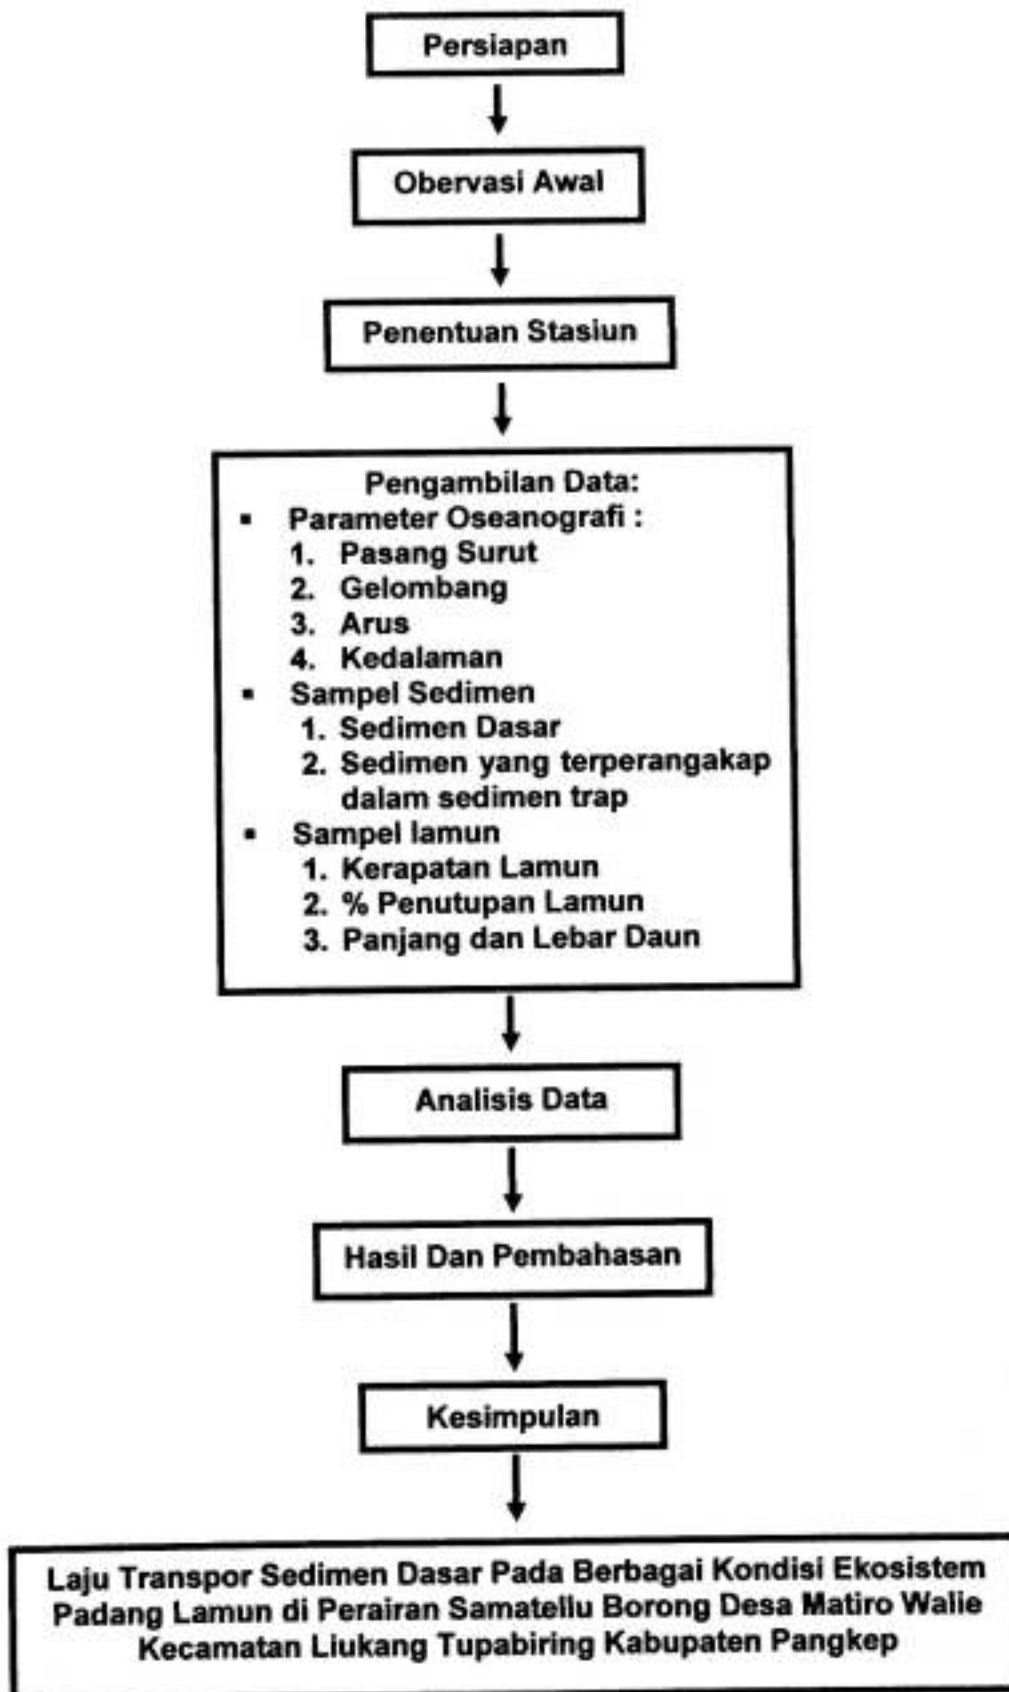 Persiapan
Obervasi Awal
Penentuan Stasiun
Pengambilan Data:
▪ Parameter Oseanografi :
1. Pasang Surut
2. Gelombang
3. Arus
4. Kedalaman
▪ Sampel Sedimen
1. Sedimen Dasar
2. Sedimen yang terperangakap
dalam sedimen trap
▪ Sampel lamun
1. Kerapatan Lamun
2. % Penutupan Lamun
3. Panjang dan Lebar Daun
Analisis Data
Hasil Dan Pembahasan
Kesimpulan
Laju Transpor Sedimen Dasar Pada Berbagai Kondisi Ekosistem
Padang Lamun di Perairan Samatellu Borong Desa Matiro Walie
Kecamatan Liukang Tupabiring Kabupaten Pangkep